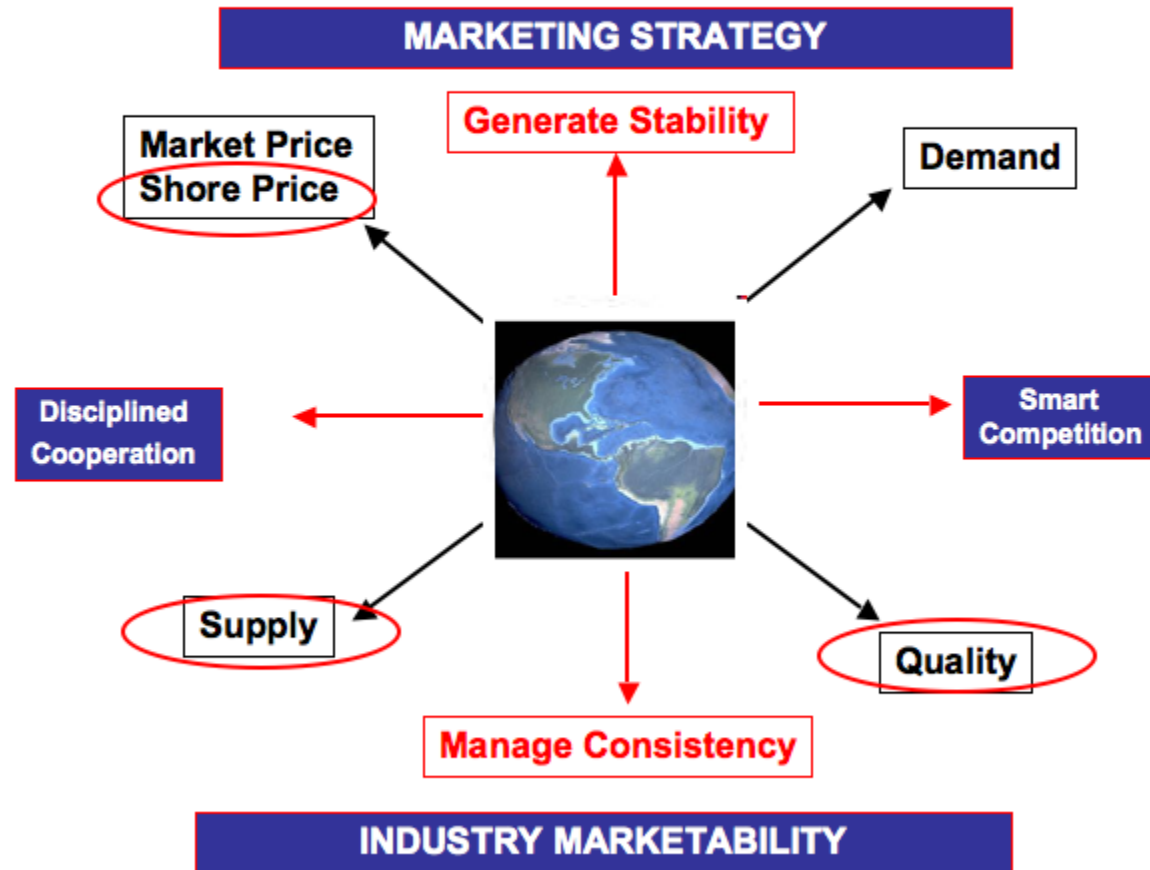 MARKETING STRATEGY
Generate Stability
Market Price
Shore Price
Demand
Disciplined
Cooperation
Smart
Competition
Supply
Quality
Manage Consistency
INDUSTRY MARKETABILITY